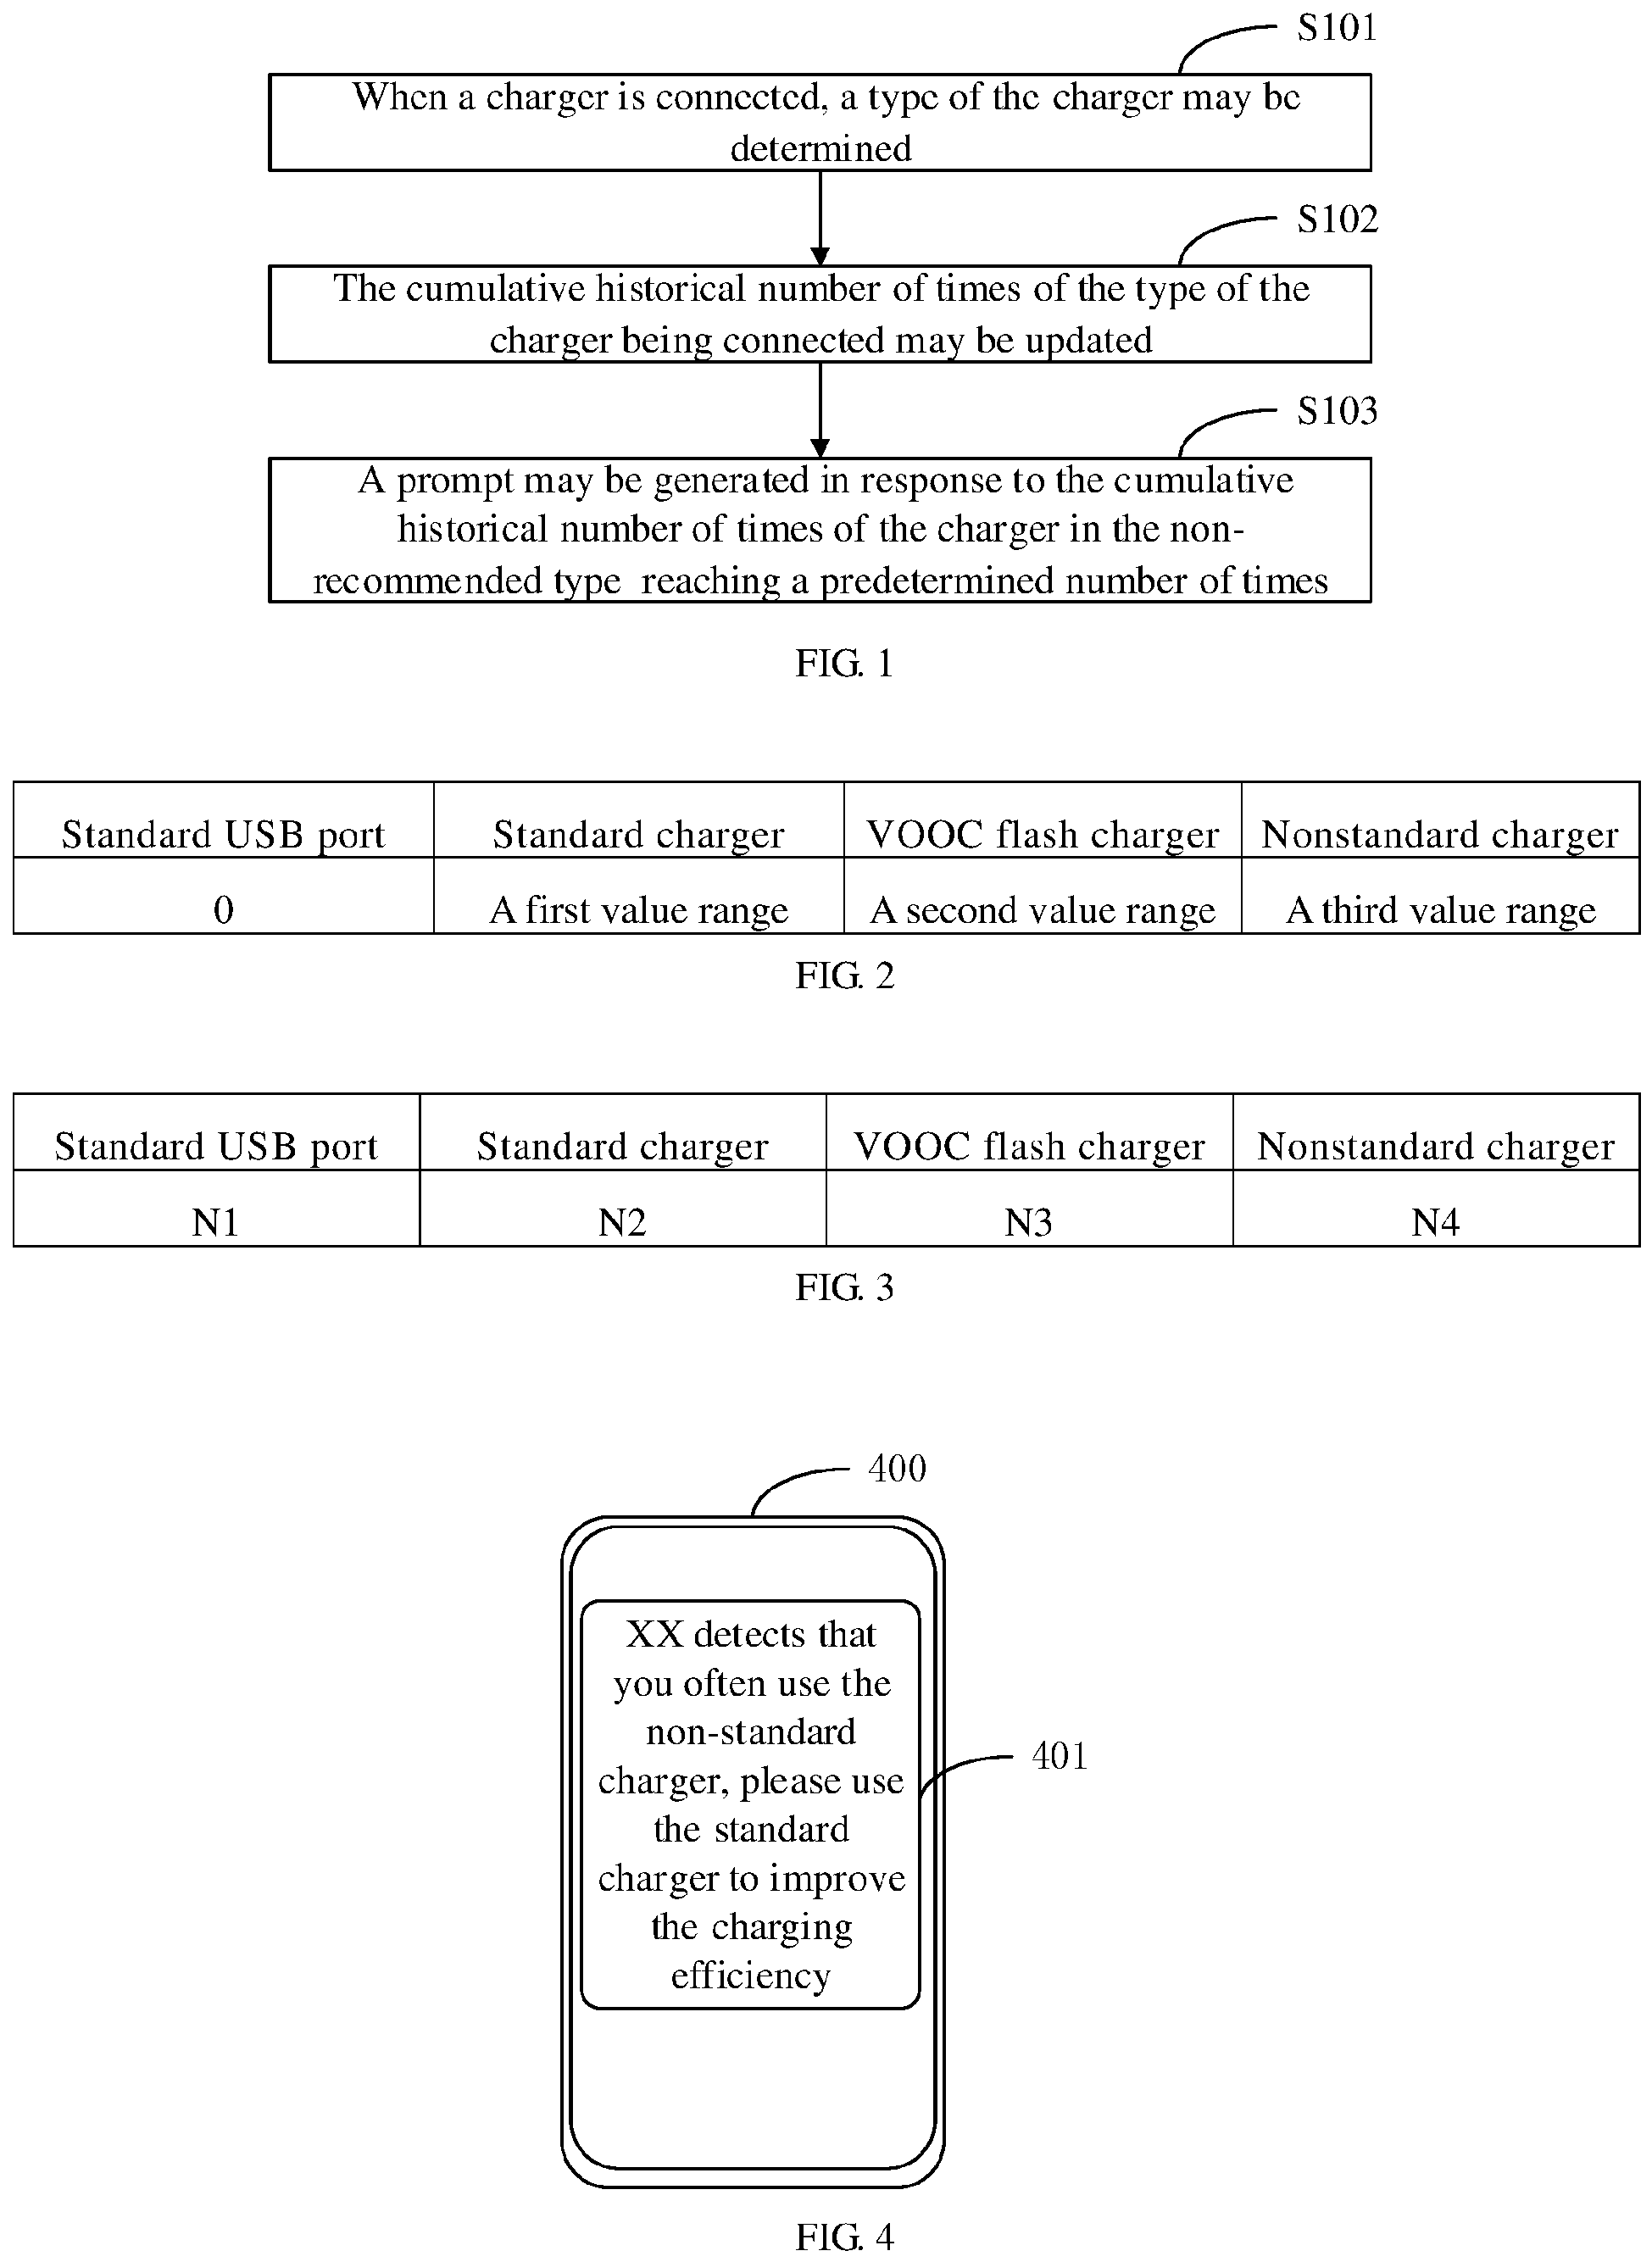 S101
When a charger is connected, a type of the charger may be
determined
S102
The cumulative historical number of times of the type of the
charger being connected may be updated
S103
A prompt may be generated in response to the cumulative
historical number of times of the charger in the non-
recommended type reaching a predetermined number of times
FIG. 1
Standard USB port Standard charger VOOC flash charger Nonstandard charger
0 A first value range A second value range A third value range
FIG. 2
Standard USB port Standard charger VOOC flash charger Nonstandard charger
N1 N2 N3 N4
FIG. 3
400
XX detects that
you often use the
non-standard
charger, please use
401
the standard
charger to improve
the charging
efficiency
FIG. 4